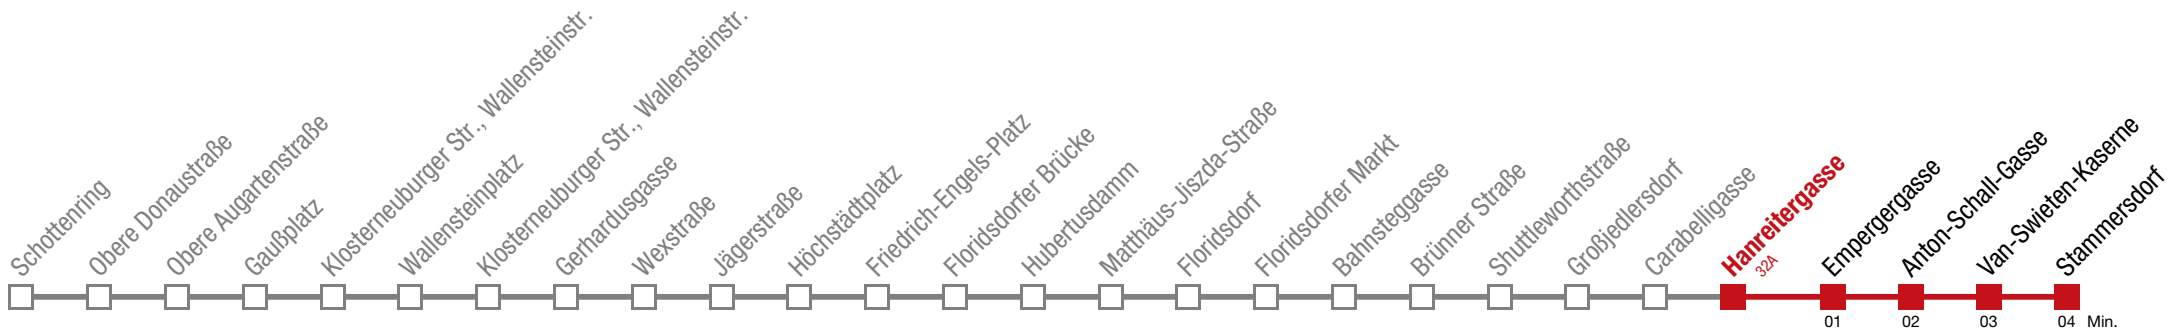 Schottenring
Obere Donaustraße
Obere Augartenstraße
Gaußplatz
Klosterneuburger Str., Wallensteinstr.
Wallensteinplatz
Klosterneuburger Str., Wallensteinstr.
Gerhardusgasse
Wexstraße
Jägerstraße
Höchstädtplatz
Friedrich-Engels-Platz
Floridsdorfer Brücke
Hubertusdamm
Matthäus-Jiszda-Straße
Floridsdorf
Floridsdorfer Markt
Bahnsteggasse
Brünner Straße
Shuttleworthstraße
Großjedlersdorf
Carabelligasse
Hanreitergasse
32A
Empergergasse
Anton-Schall-Gasse
Van-Swieten-Kaserne
Stammersdorf
01 02 03 04 Min.